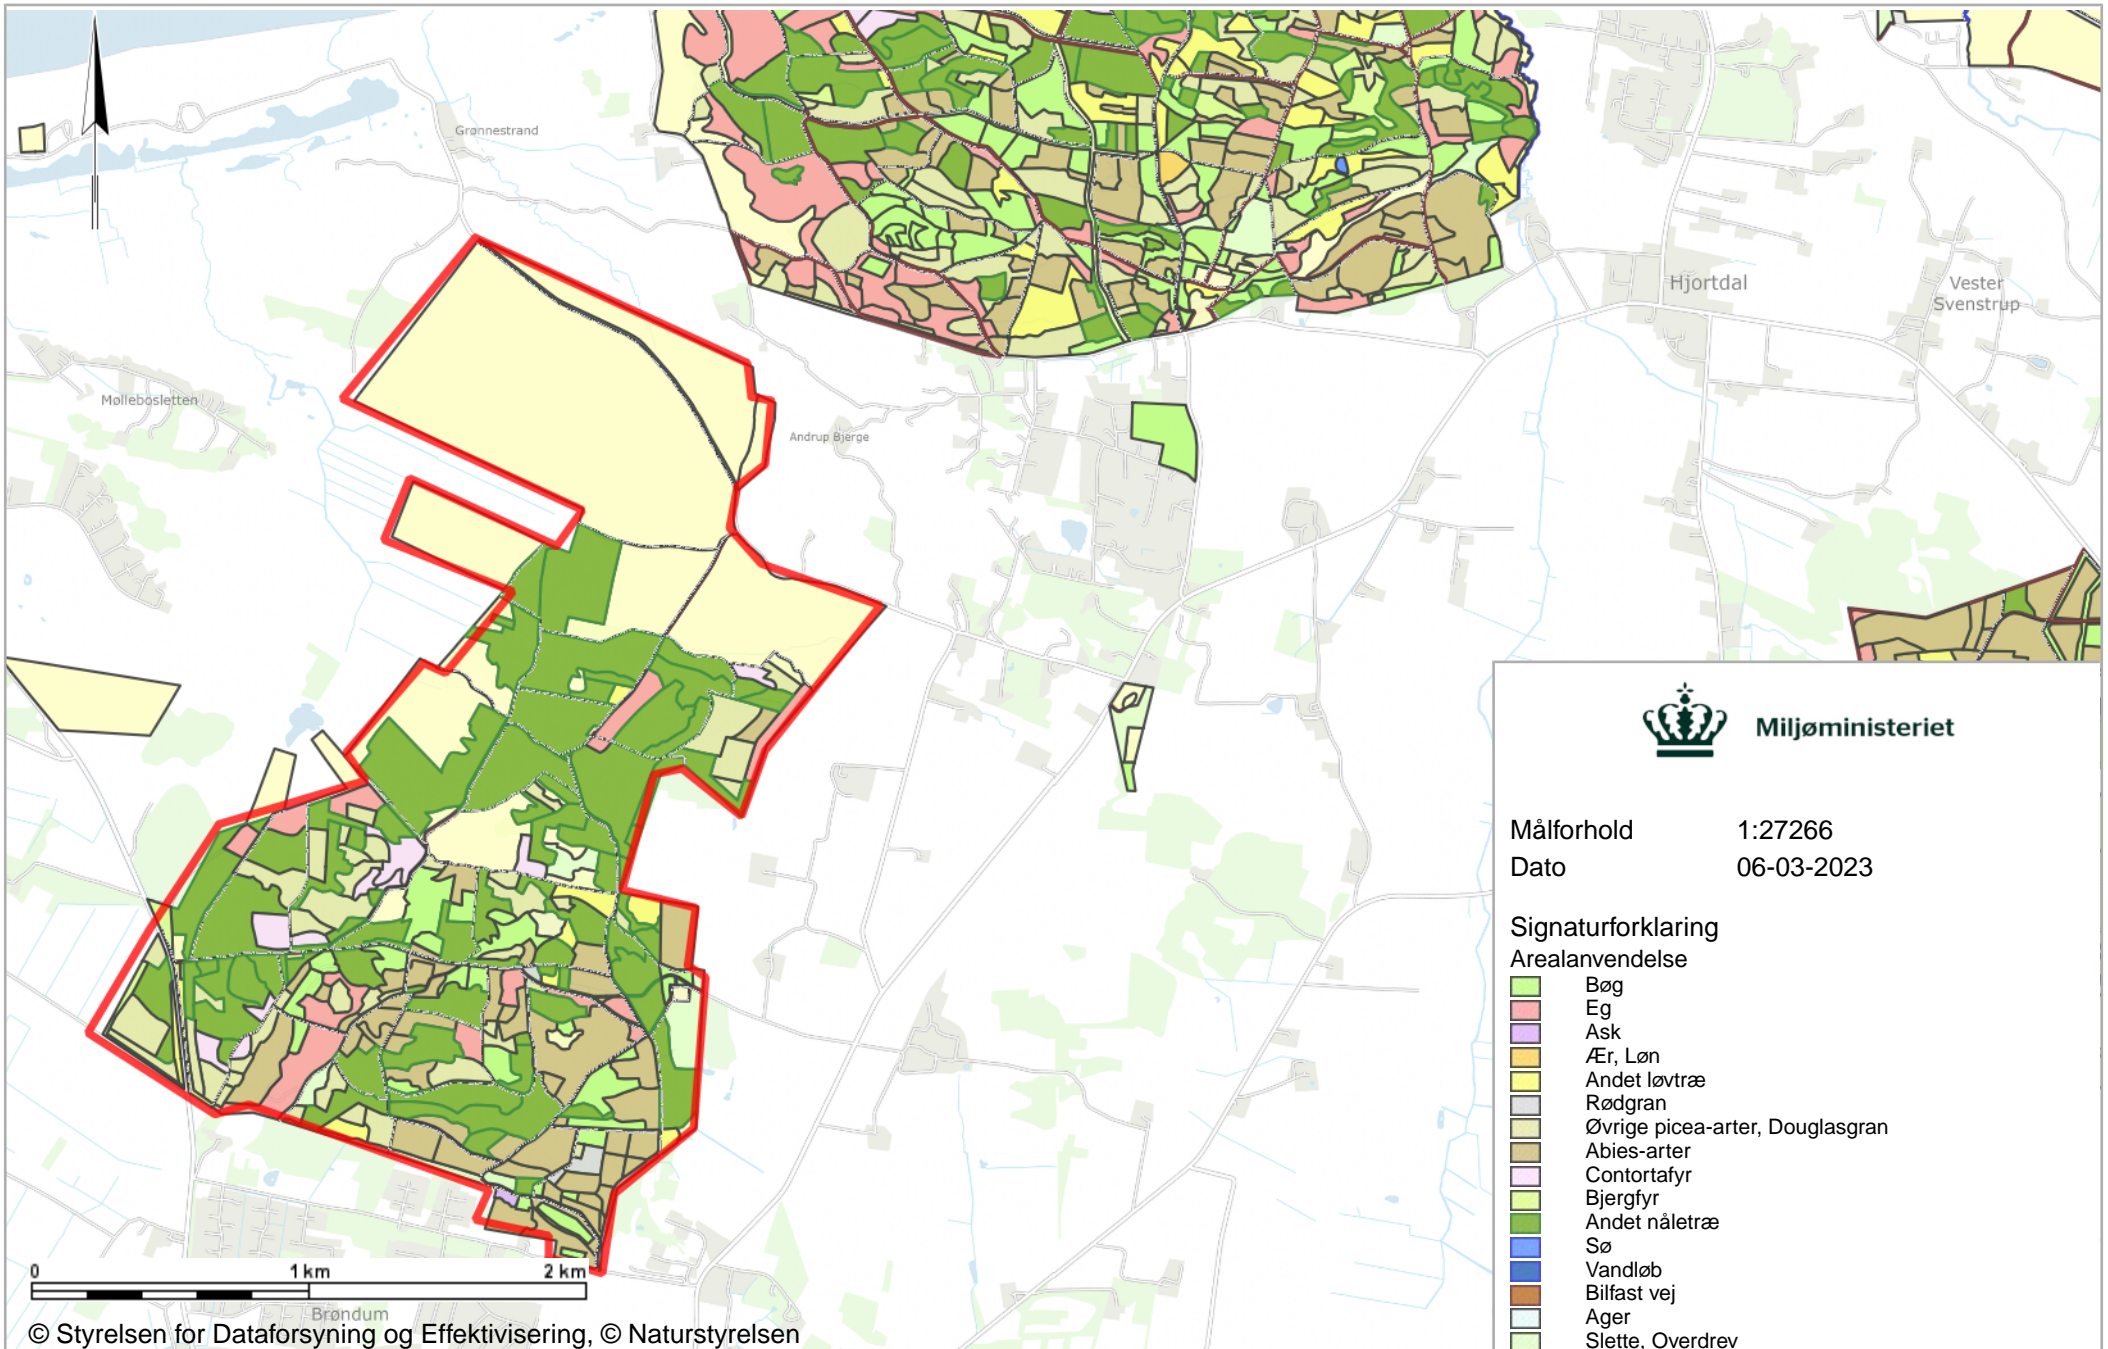 Grønnestrand
Hjortdal
Vester
Svenstrup
Møllebosletten
Andrup Bjerge
Miljøministeriet
Målforhold 1:27266
Dato 06-03-2023
Signaturforklaring
Arealanvendelse
Bøg
Eg
Ask
Ær, Løn
Andet løvtræ
Rødgran
Øvrige picea-arter, Douglasgran
Abies-arter
Contortafyr
Bjergfyr
Andet nåletræ
Sø
Vandløb
Bilfast vej
Ager
Slette, Overdrev
0 1 km 2 km
Brøndum
© Styrelsen for Dataforsyning og Effektivisering, © Naturstyrelsen